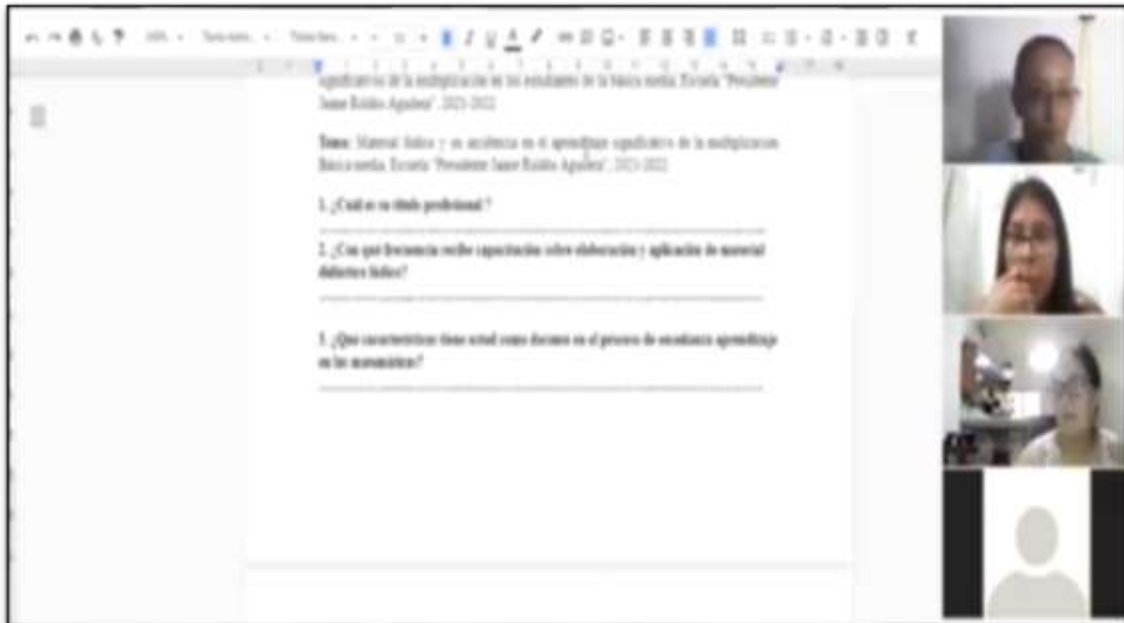 significativo de la multiplicación en los estudiantes de la básica media, Escuela "Presidente
Jaime Roldós Aguilera", 2021-2022
Tema: Material lúdico y su incidencia en el aprendizaje significativo de la multiplicación
Básica media, Escuela "Presidente Jaime Roldós Aguilera", 2021-2022
1. ¿Cuál es su título profesional ?
2. ¿Con qué frecuencia recibe capacitación sobre elaboración y aplicación de material
didáctico lúdico?
3. ¿Qué características tiene usted como docente en el proceso de enseñanza aprendizaje
en las matemáticas?